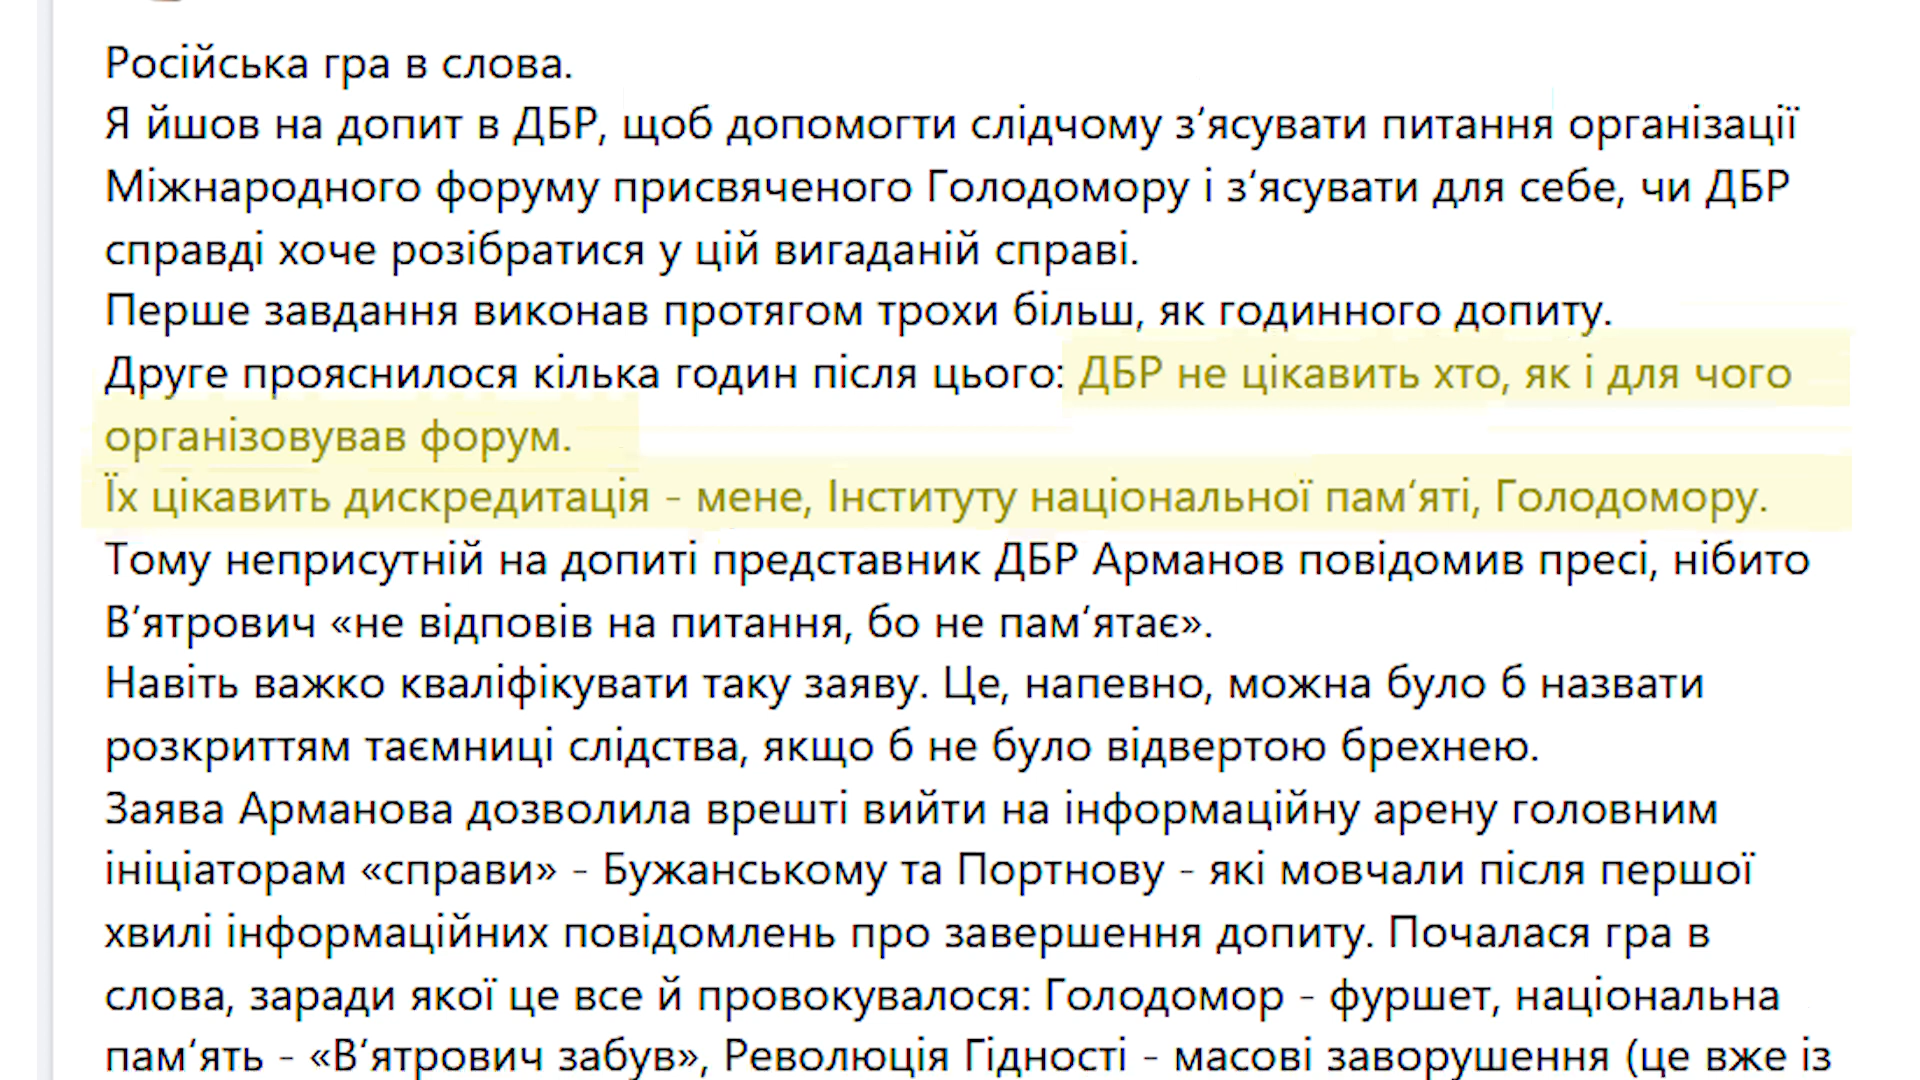 Російська гра в слова.
Я йшов на допит в ДБР, щоб допомогти слідчому з’ясувати питання організації
Міжнародного форуму присвяченого Голодомору і з‘ясувати для себе, чи ДБР
справді хоче розібратися у цій вигаданій справі.
Перше завдання виконав протягом трохи більш, як годинного допиту.
Друге прояснилося кілька годин після цього: ДБР не цікавить хто, як і для чого
організовував форум.
Їх цікавить дискредитація - мене, Інституту національної пам‘яті, Голодомору.
Тому неприсутній на допиті представник ДБР Арманов повідомив пресі, нібито
В’ятрович «не відповів на питання, бо не пам‘ятає».
Навіть важко кваліфікувати таку заяву. Це, напевно, можна було б назвати
розкриттям таємниці слідства, якщо б не було відвертою брехнею.
Заява Арманова дозволила врешті вийти на інформаційну арену головним
ініціаторам «справи» - Бужанському та Портнову - які мовчали після першої
хвилі інформаційних повідомлень про завершення допиту. Почалася гра в
слова, заради якої це все й провокувалося: Голодомор - фуршет, національна
пам‘ять - «В‘ятрович забув», Революція Гідності - масові заворушення (це вже із